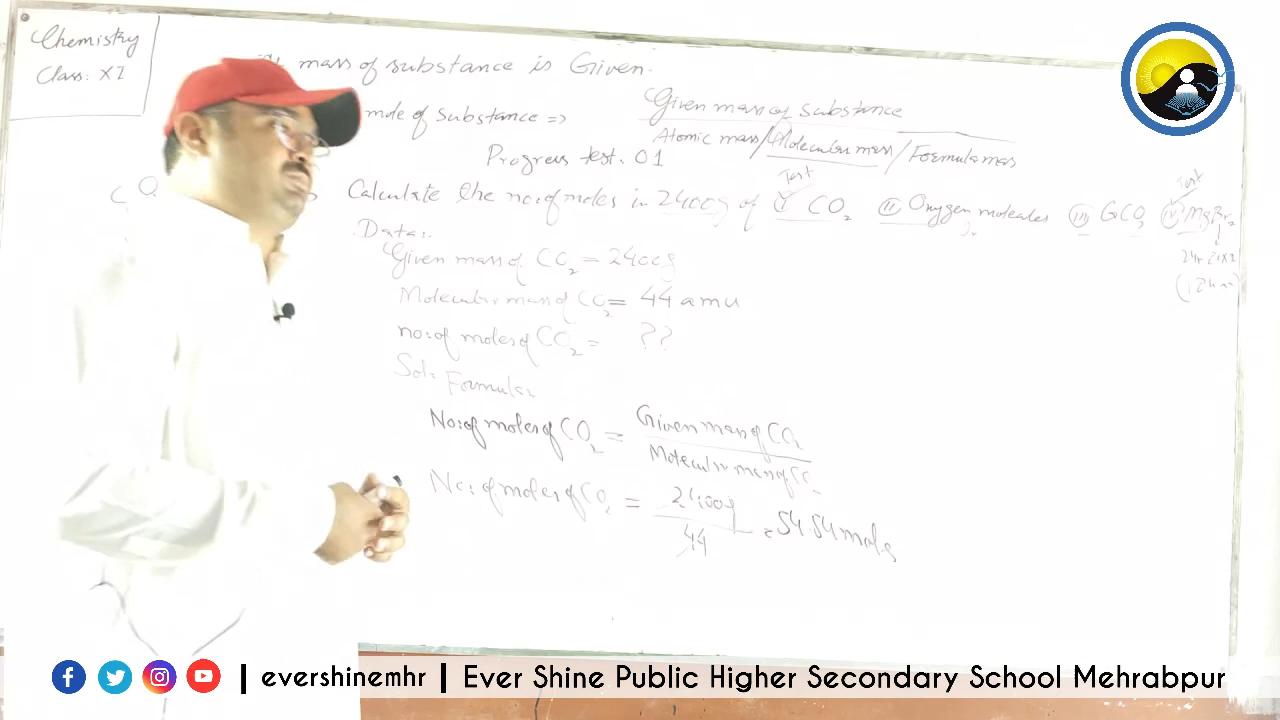 Chemistry
Class: XI
mass of substance is Given.
mole of substance => Given mass of substance
Atomic mass/Molecular mass/Formula mass
Progress test. 01
Calculate the no: of moles in 2400g of (i) CO2 (ii) Oxygen molecules (iii) (iv) MgBr2
Test
Test
Data:
Given mass of CO2 = 2400g
Molecular mass of CO2 = 44 amu
no: of moles of CO2 = ??
Sol: Formula:
No: of moles of CO2 = Given mass of CO2
Molecular mass of CO2
No: of moles of CO2 = 2400g
44
= 54.54 mols
evershinemhr | Ever Shine Public Higher Secondary School Mehrabpur